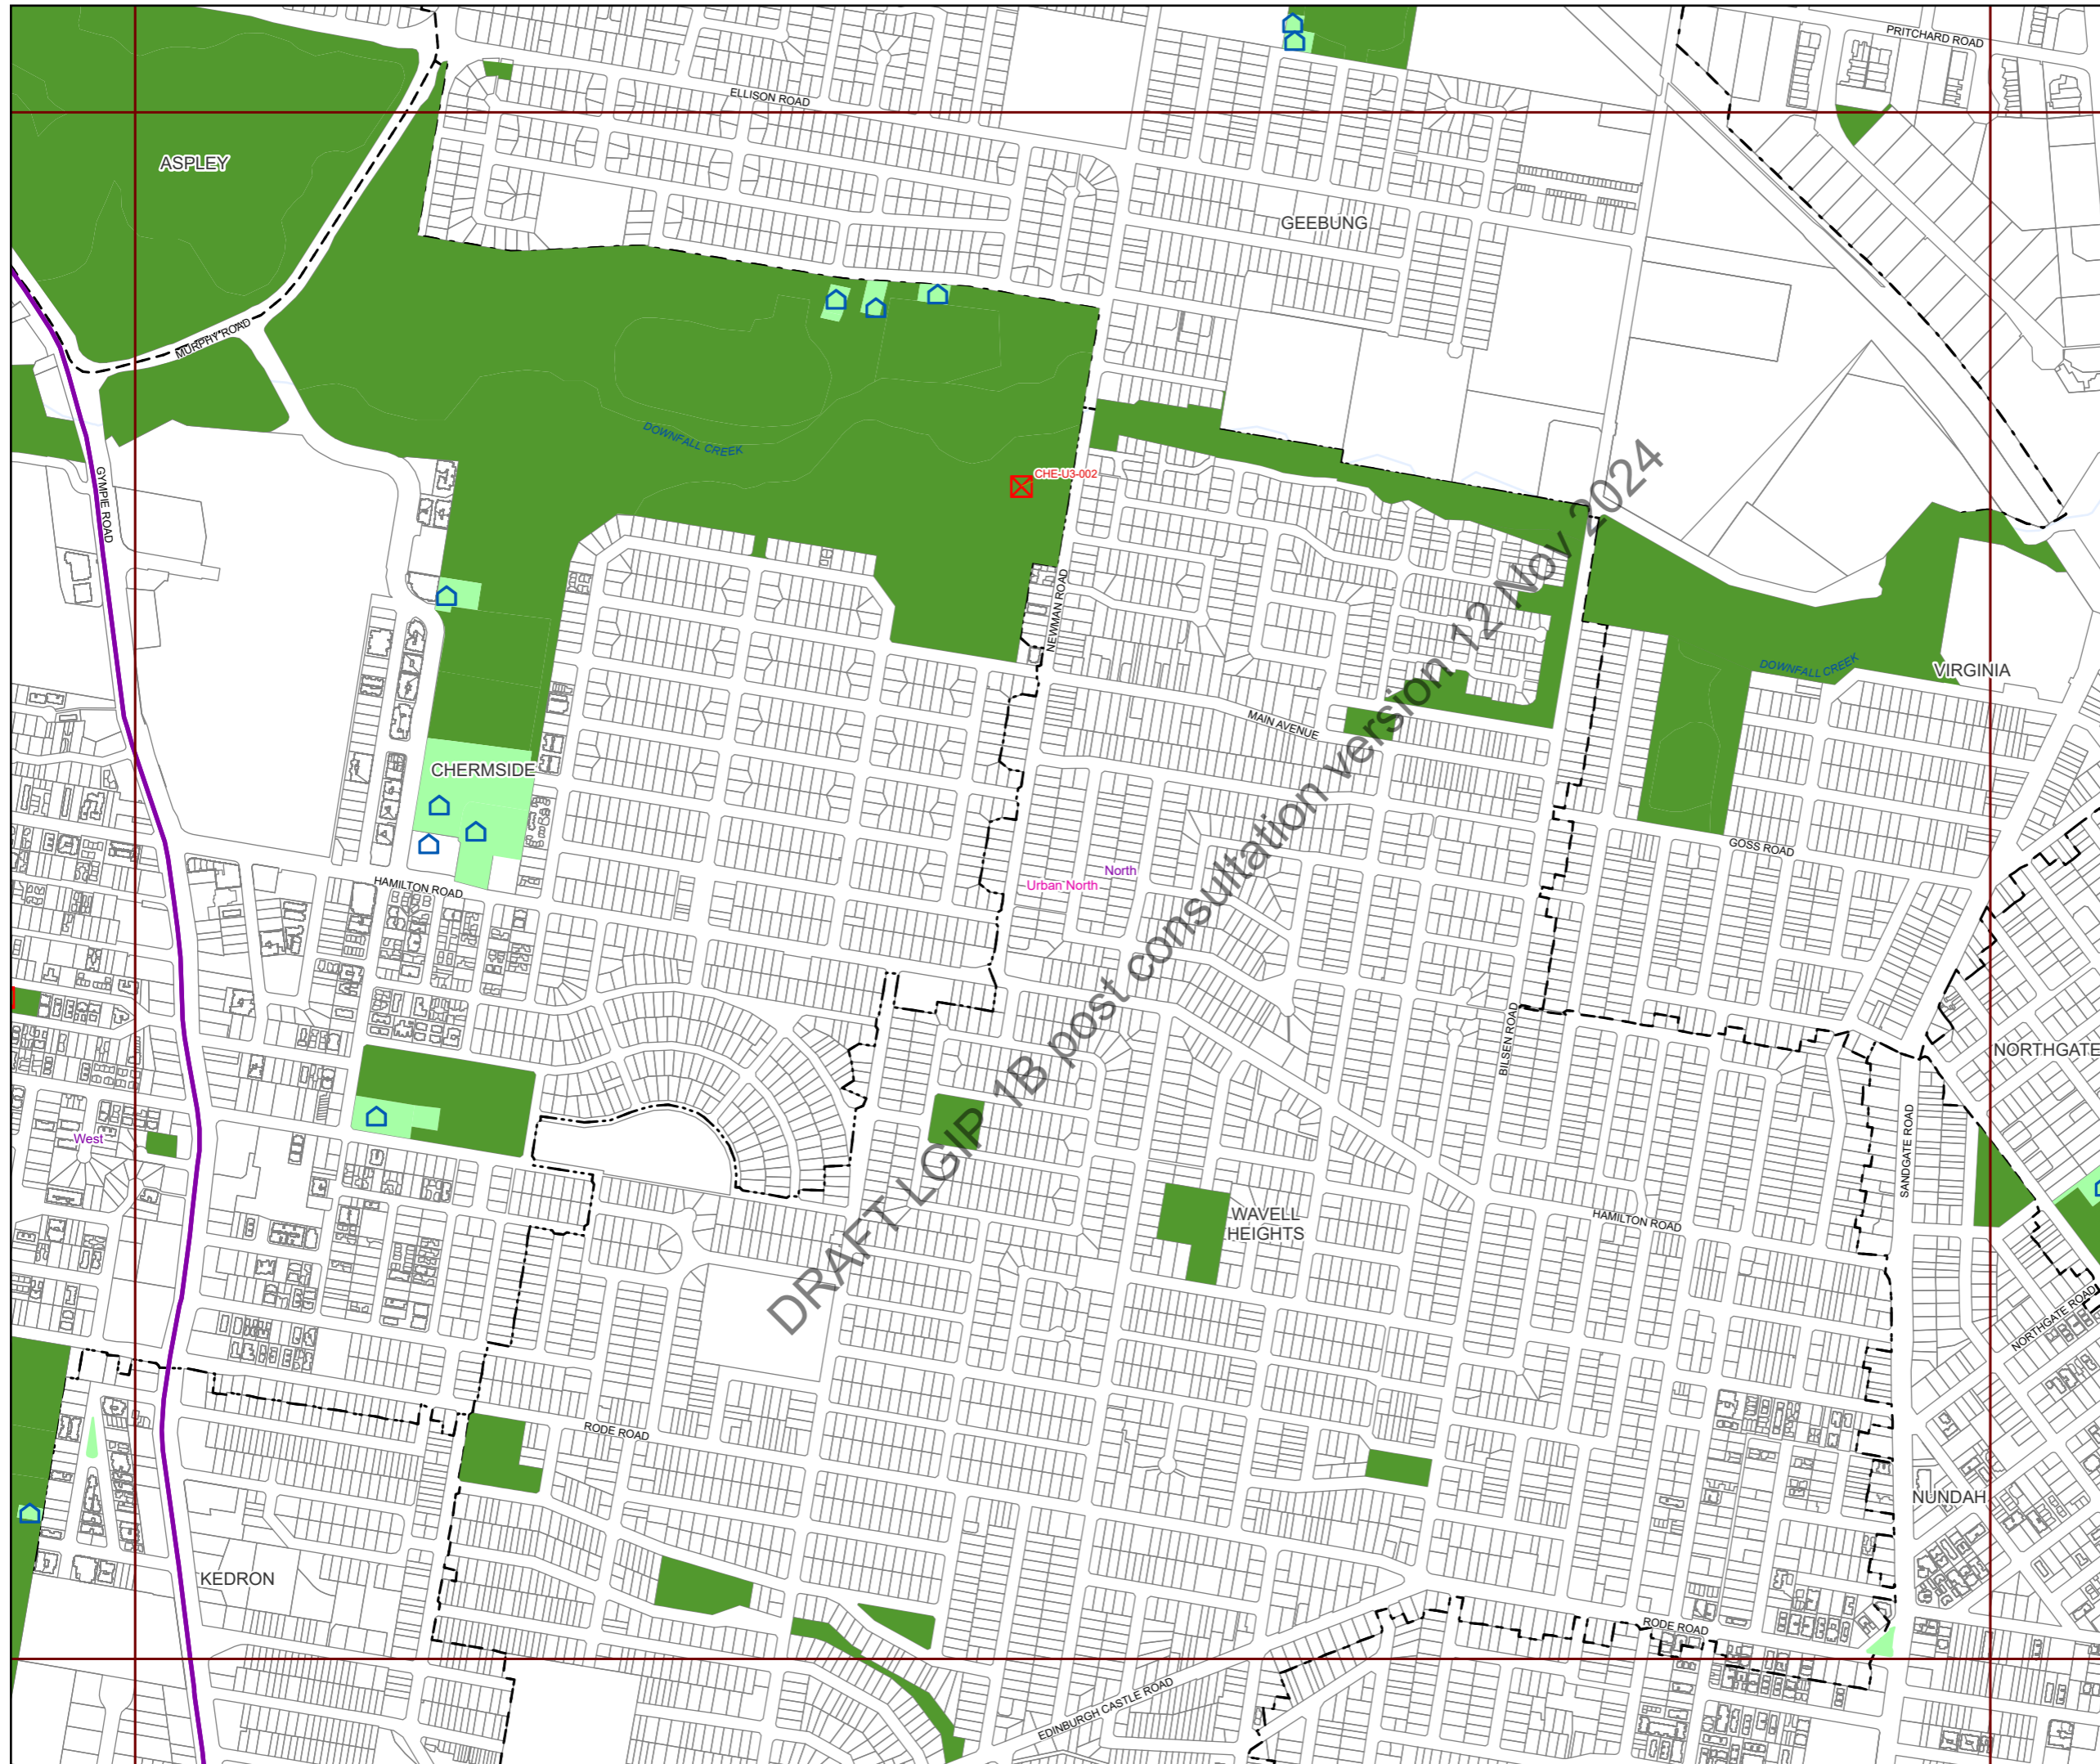 PRITCHARD ROAD
ELLISON ROAD
ASPLEY
GEEBUNG
MURPHY ROAD
DOWNFALL CREEK
CHE-U3-002
GYMPIE ROAD
NEWMAN ROAD
DOWNFALL CREEK
VIRGINIA
MAIN AVENUE
CHERMSIDE
GOSS ROAD
North
Urban North
HAMILTON ROAD
DRAFT LGIP 1B post consultation version 12 Nov 2024
BILSEN ROAD
NORTHGATE
West
SANDGATE ROAD
WAVELL
HEIGHTS
HAMILTON ROAD
NORTHGATE ROAD
RODE ROAD
NUNDAH
KEDRON
RODE ROAD
EDINBURGH CASTLE ROAD